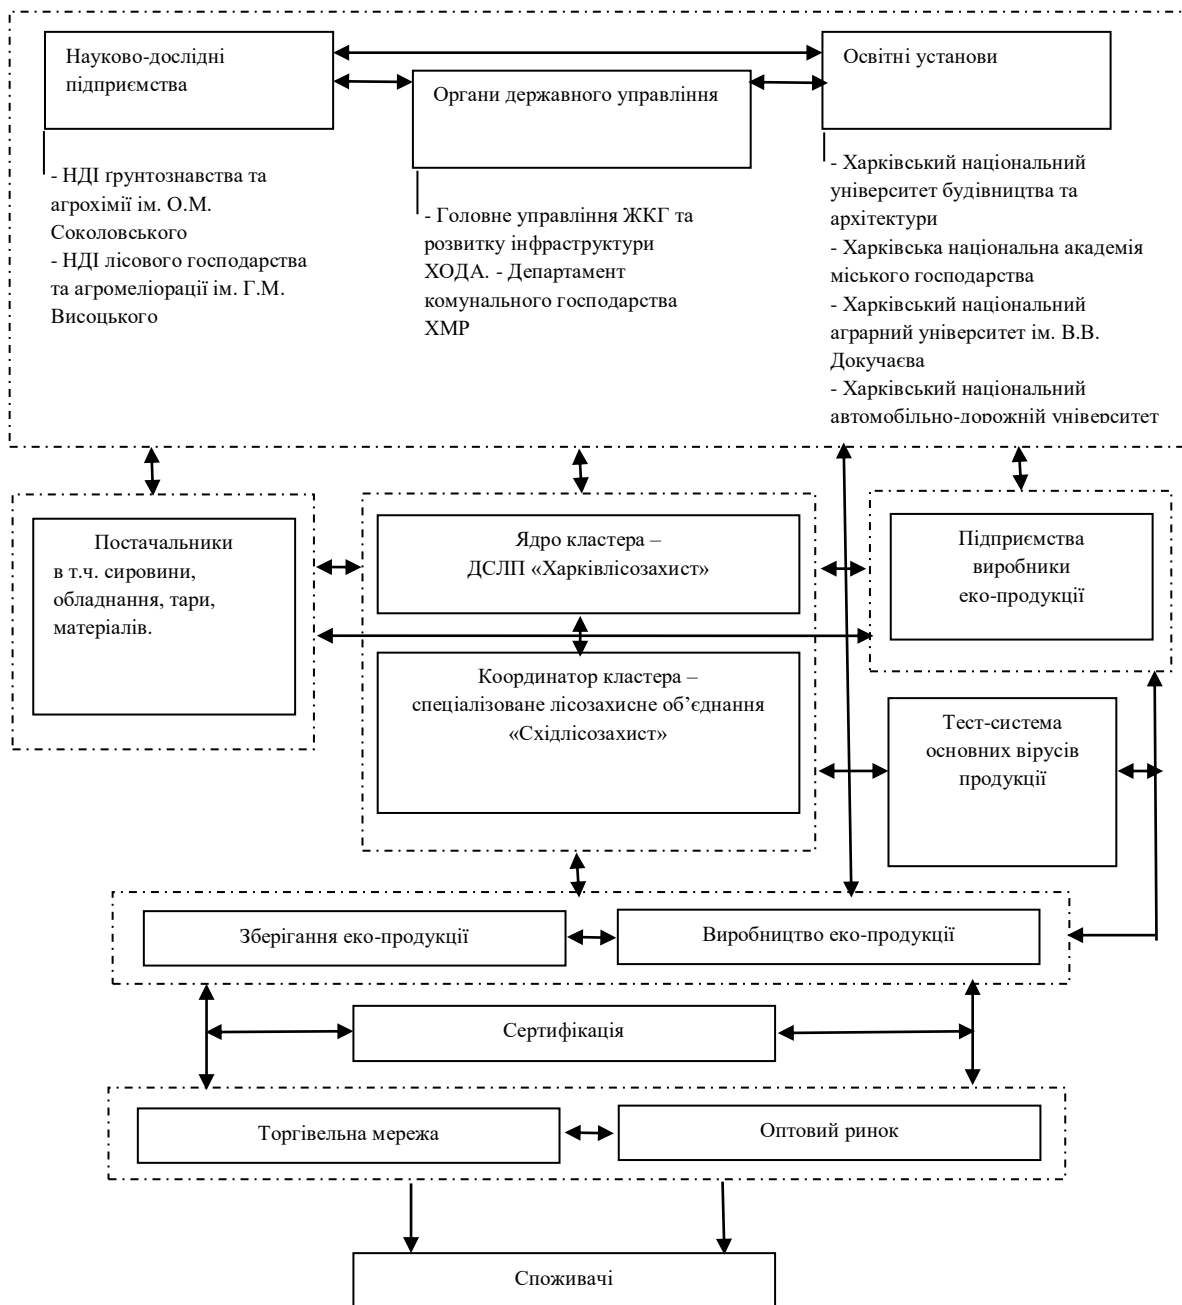 Науково-дослідні
підприємства
Органи державного управління
Освітні установи
- НДІ ґрунтознавства та
агрохімії ім. О.М.
Соколовського
- НДІ лісового господарства
та агромеліорації ім. Г.М.
Висоцького
- Головне управління ЖКГ та
розвитку інфраструктури
ХОДА. - Департамент
комунального господарства
ХМР
- Харківський національний
університет будівництва та
архітектури
- Харківська національна академія
міського господарства
- Харківський національний
аграрний університет ім. В.В.
Докучаєва
- Харківський національний
автомобільно-дорожній університет
Постачальники
в т.ч. сировини,
обладнання, тари,
матеріалів.
Ядро кластера –
ДСЛП «Харківлісозахист»
Підприємства
виробники
еко-продукції
Координатор кластера –
спеціалізоване лісозахисне об’єднання
«Східлісозахист»
Тест-система
основних вірусів
продукції
Зберігання еко-продукції
Виробництво еко-продукції
Сертифікація
Торгівельна мережа
Оптовий ринок
Споживачі